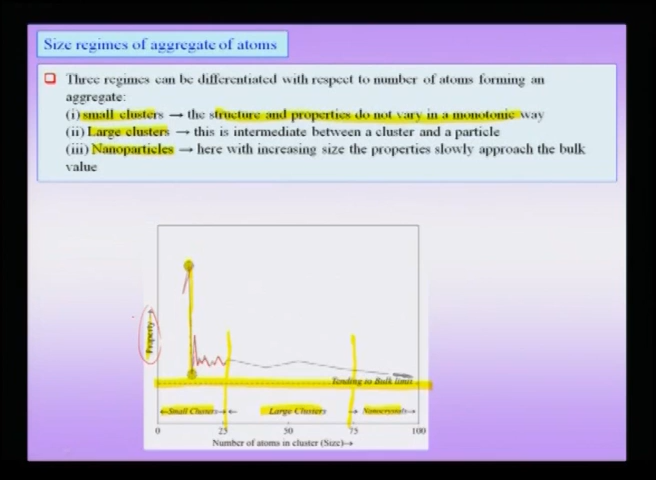 Size regimes of aggregate of atoms
Three regimes can be differentiated with respect to number of atoms forming an
aggregate:
(i) small clusters → the structure and properties do not vary in a monotonic way
(ii) Large clusters → this is intermediate between a cluster and a particle
(iii) Nanoparticles → here with increasing size the properties slowly approach the bulk
value
Property→
Tending to Bulk limit
←Small Clusters→ ← Large Clusters → Nanocrystals→
0 25 50 75 100
Number of atoms in cluster (Size)→